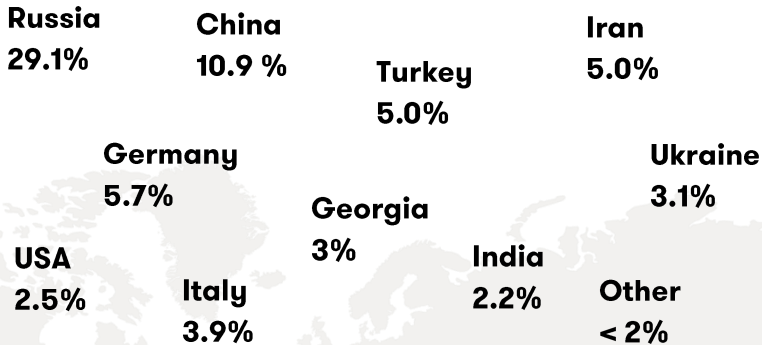 Russia
29.1%
China
10.9 %
Turkey
5.0%
Iran
5.0%
Germany
5.7%
Georgia
3%
Ukraine
3.1%
USA
2.5%
Italy
3.9%
India
2.2%
Other
< 2%